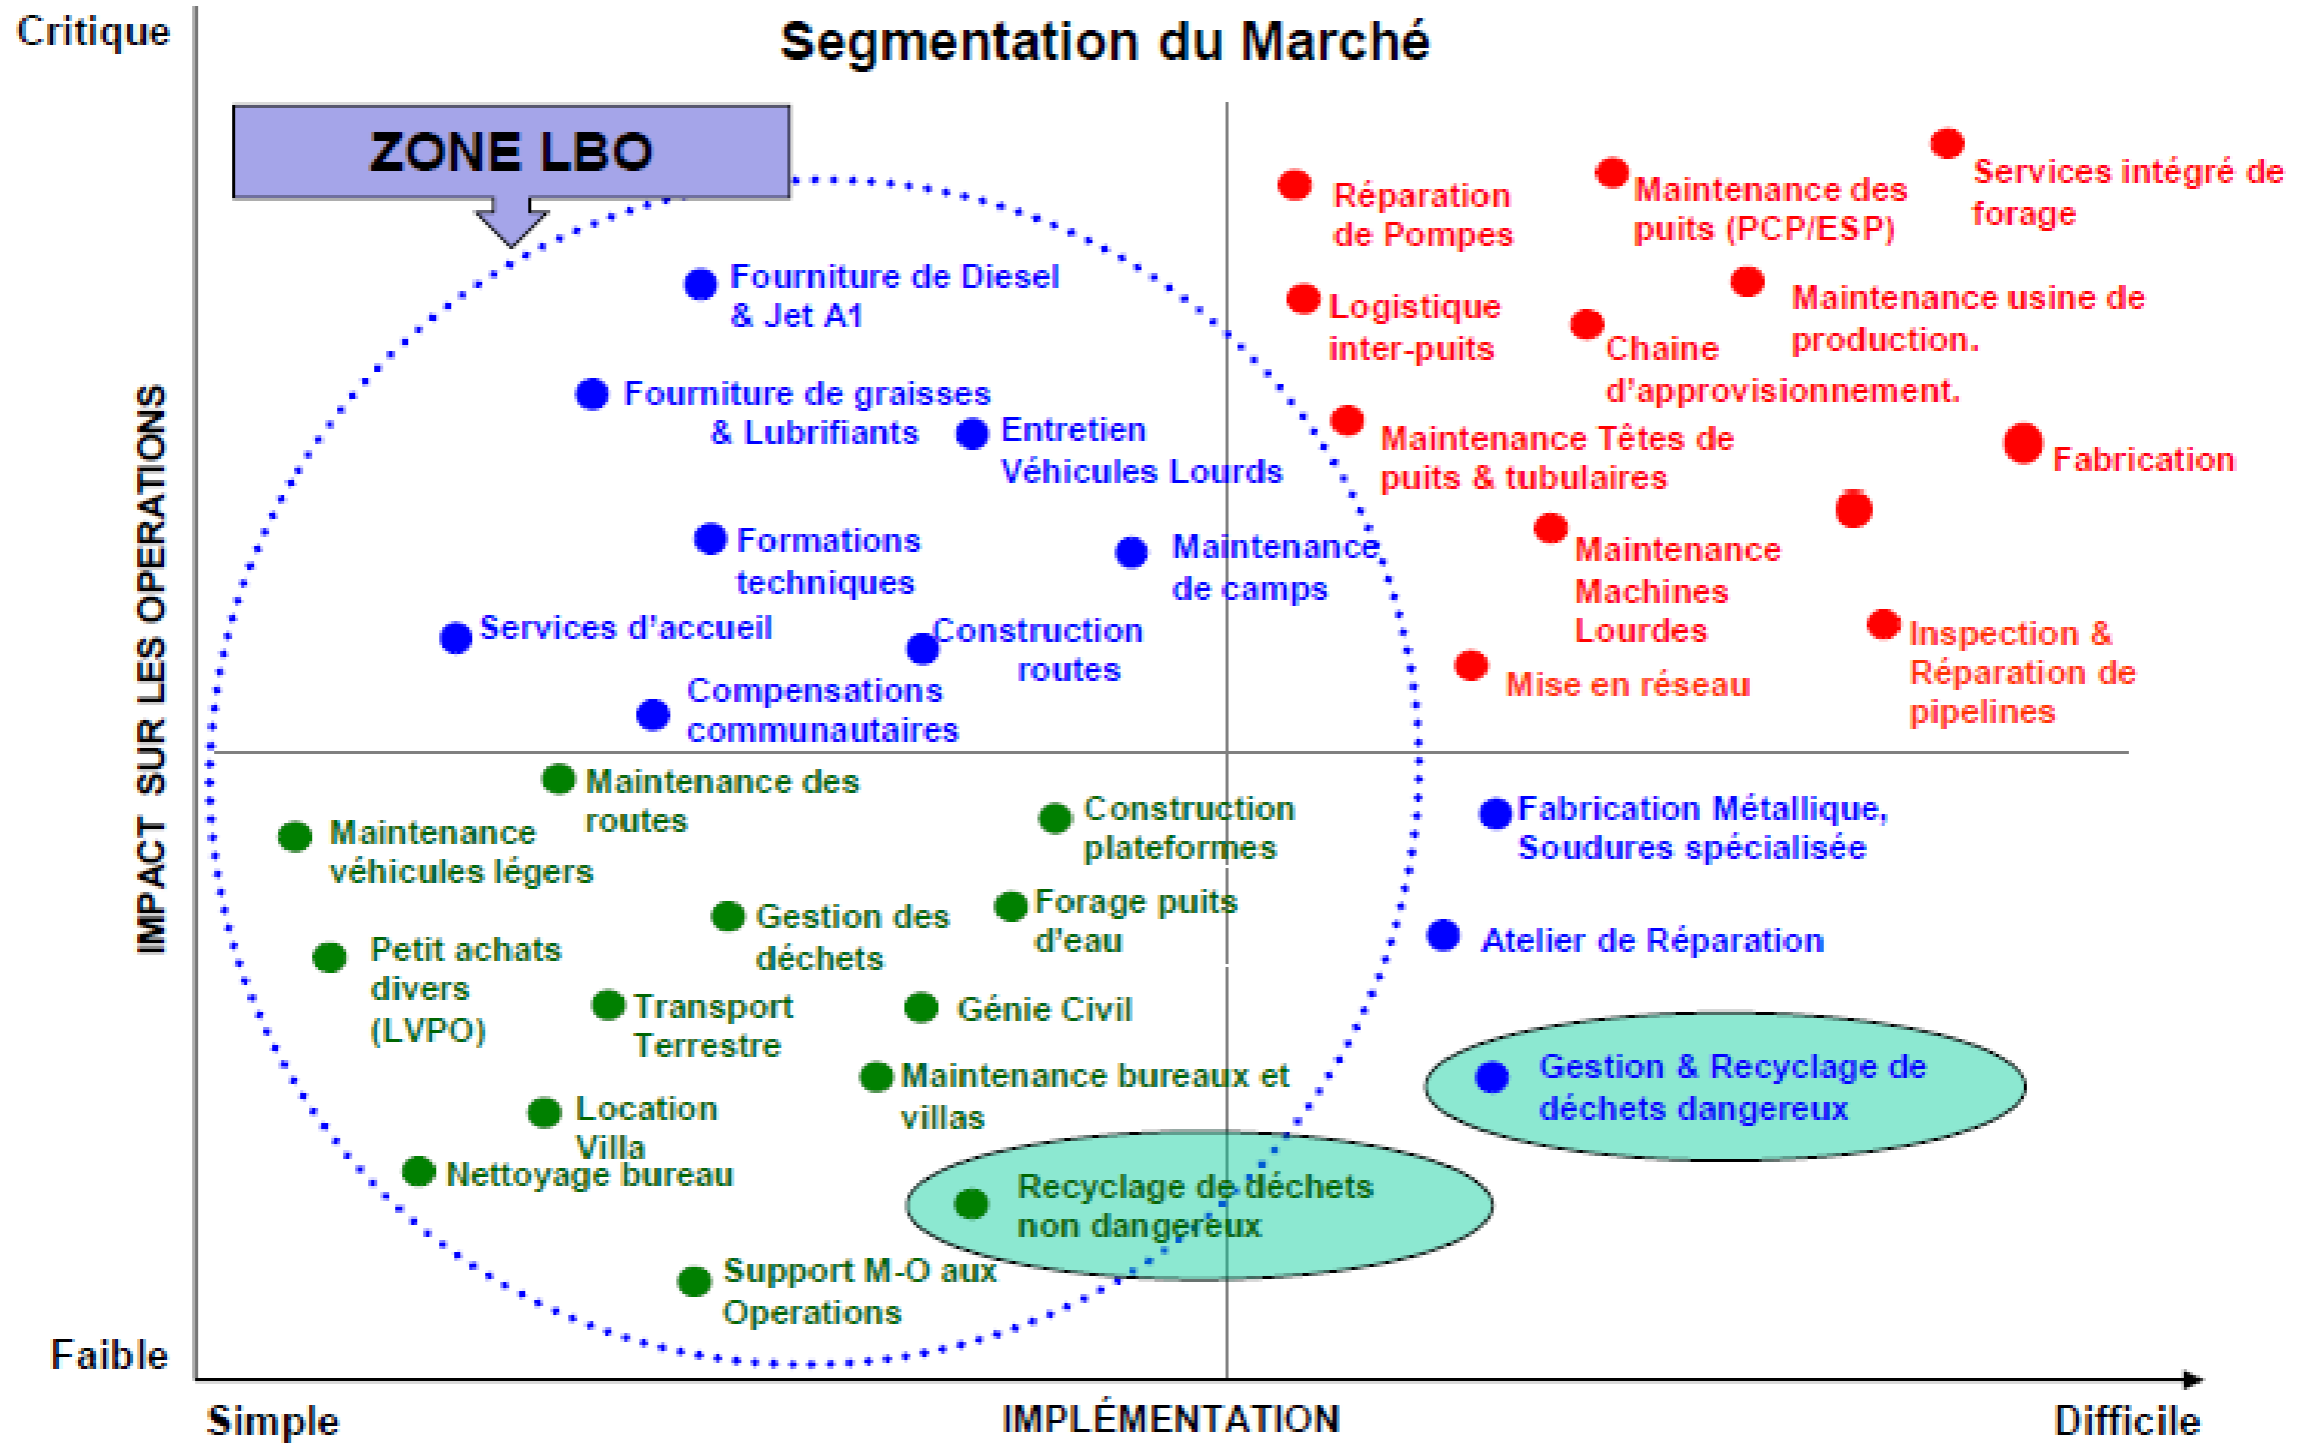 Critique
Segmentation du Marché
ZONE LBO
Réparation
de Pompes
Maintenance des
puits (PCP/ESP)
Services intégré de
forage
Fourniture de Diesel
& Jet A1
Logistique
inter-puits
Chaine
d'approvisionnement.
Maintenance usine de
production.
Fourniture de graisses
& Lubrifiants
Entretien
Véhicules Lourds
Maintenance Têtes de
puits & tubulaires
Fabrication
Formations
techniques
Maintenance
de camps
Maintenance
Machines
Lourdes
Services d'accueil
Construction
routes
Mise en réseau
Inspection &
Réparation de
pipelines
Compensations
communautaires
IMPACT SUR LES OPERATIONS
Maintenance des
routes
Maintenance
véhicules légers
Construction
plateformes
Fabrication Métallique,
Soudures spécialisée
Gestion des
déchets
Forage puits
d'eau
Petit achats
divers
(LVPO)
Atelier de Réparation
Transport
Terrestre
Génie Civil
Maintenance bureaux et
villas
Gestion & Recyclage de
déchets dangereux
Location
Villa
Nettoyage bureau
Recyclage de déchets
non dangereux
Support M-O aux
Operations
Faible
Simple
IMPLÉMENTATION
Difficile